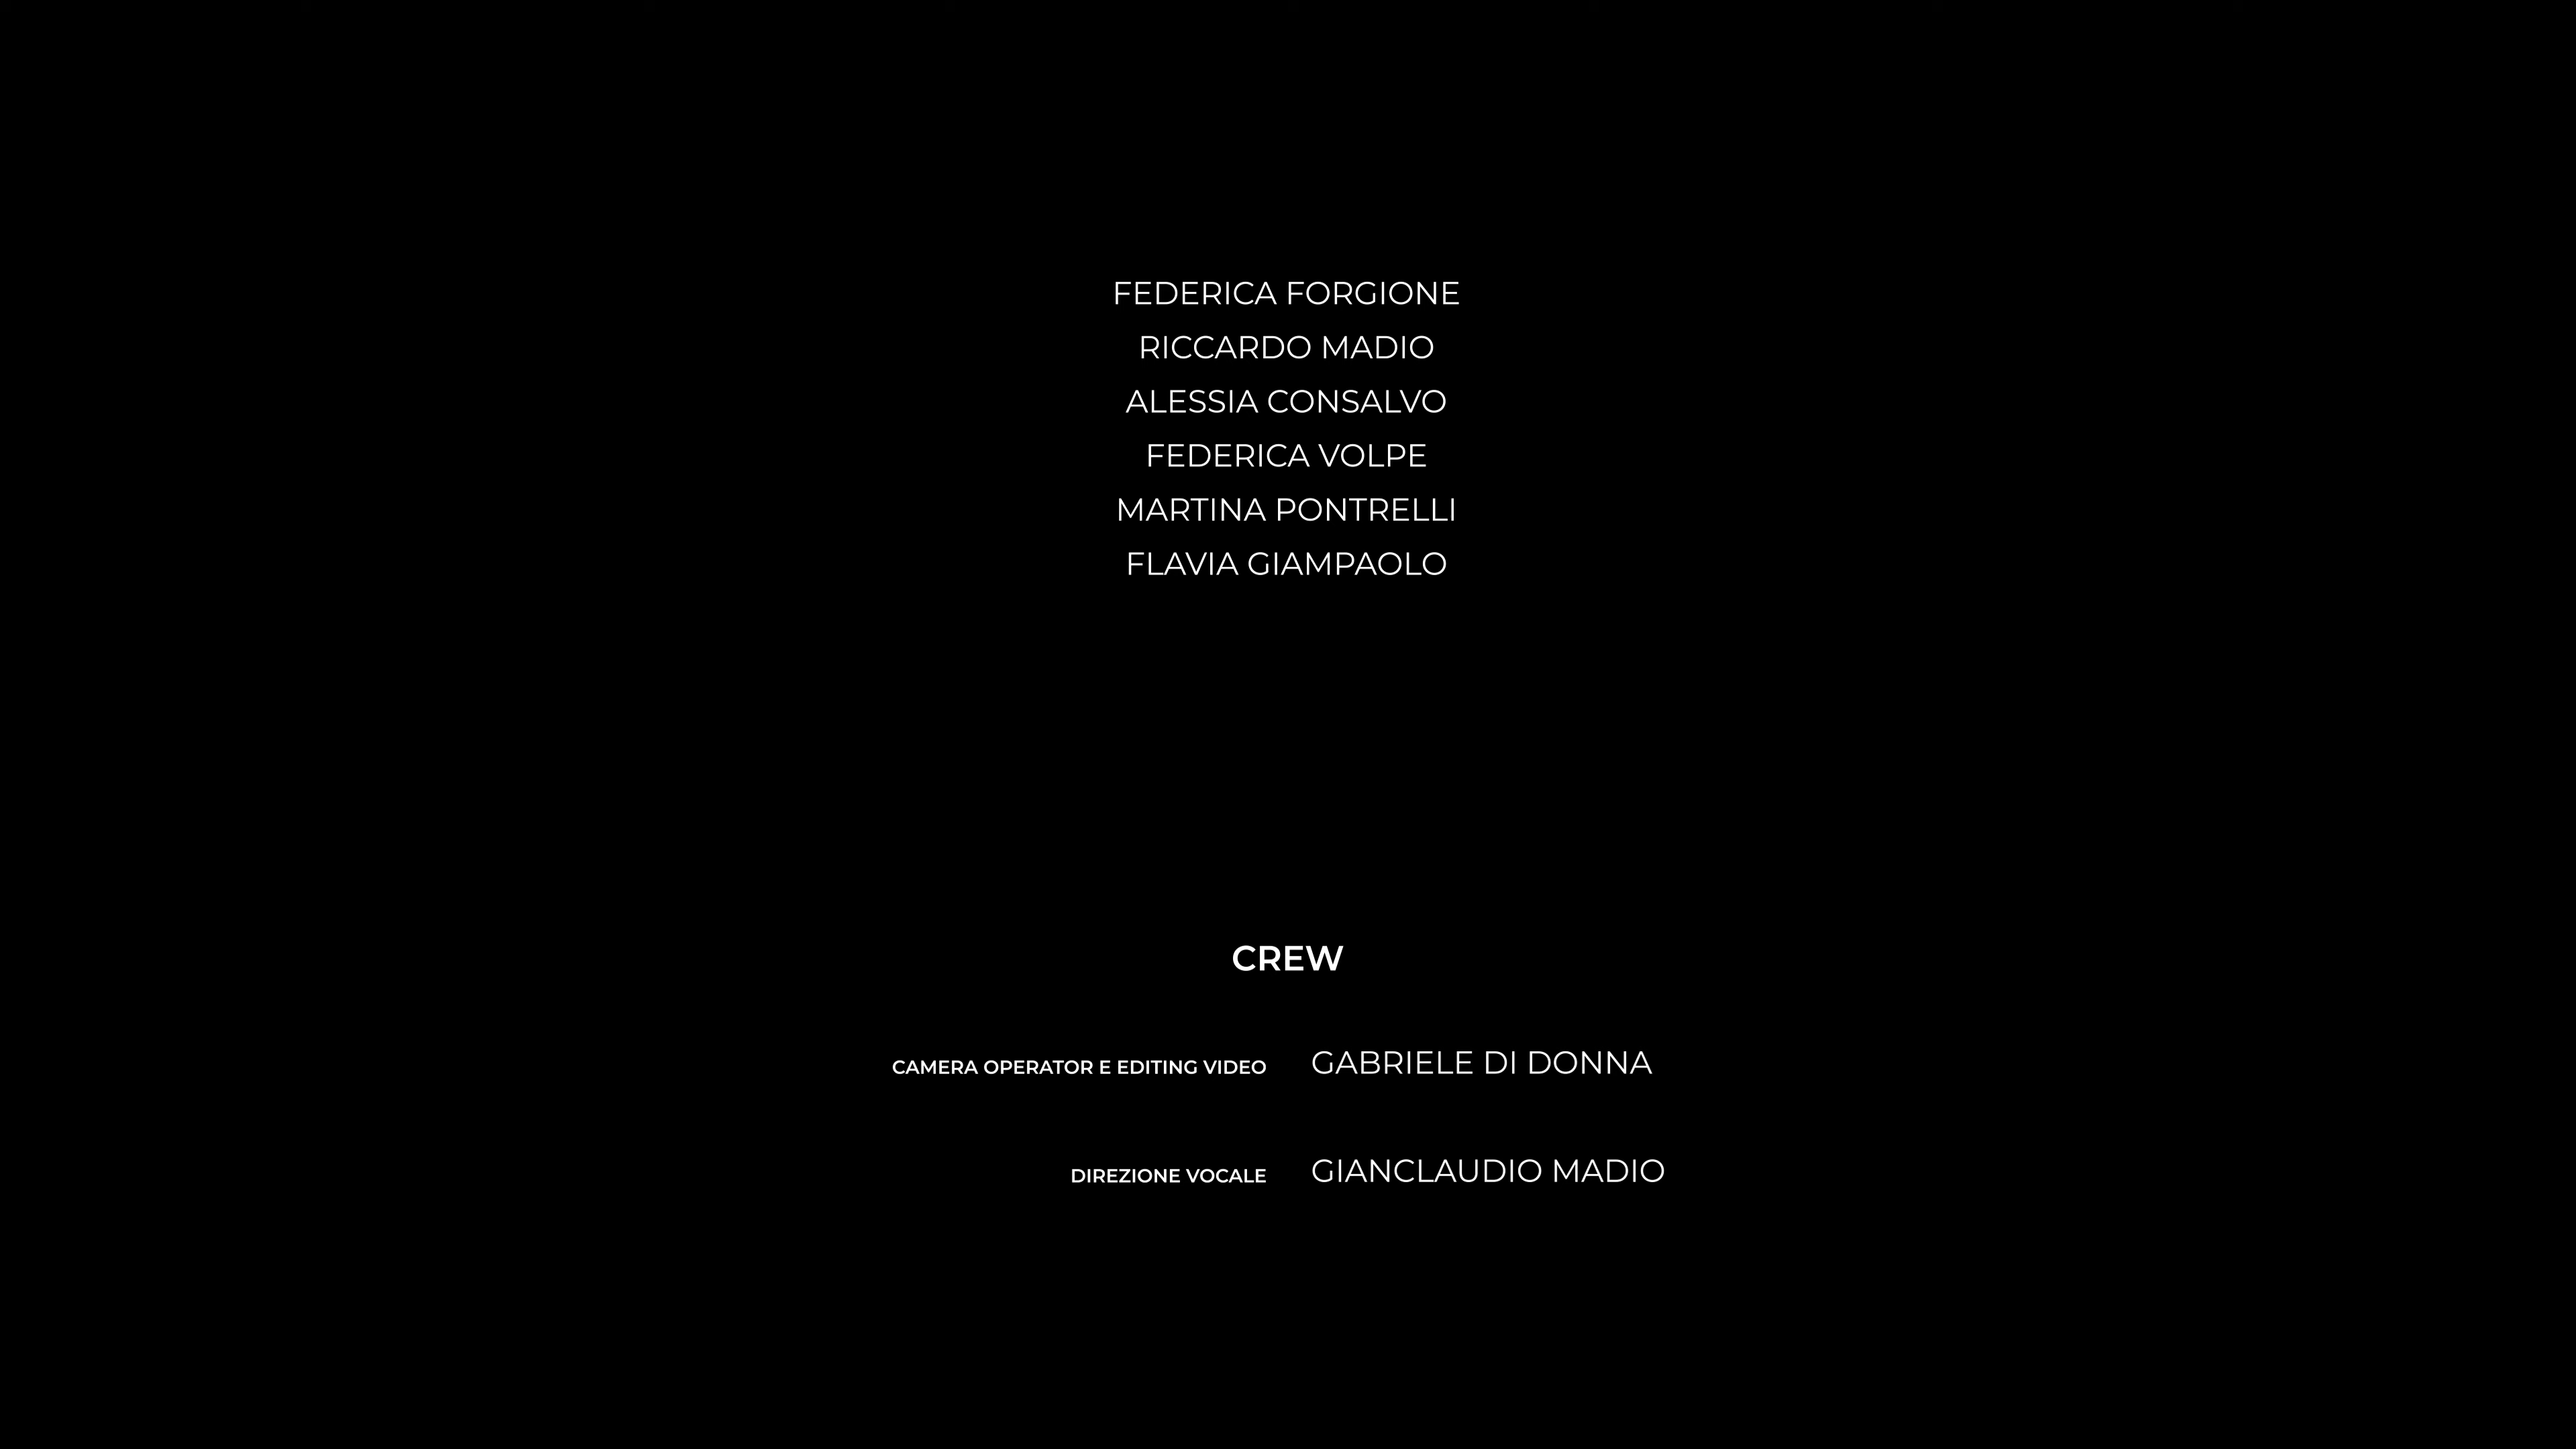 FEDERICA FORGIONE
RICCARDO MADIO
ALESSIA CONSALVO
FEDERICA VOLPE
MARTINA PONTRELLI
FLAVIA GIAMPAOLO
CREW
CAMERA OPERATOR E EDITING VIDEO GABRIELE DI DONNA
DIREZIONE VOCALE GIANCLAUDIO MADIO